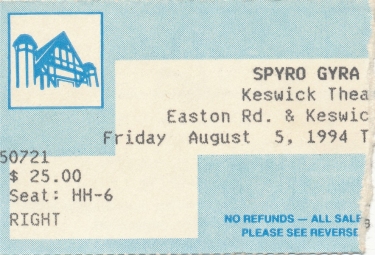 SPYRO GYRA
Keswick Thea
Easton Rd. & Keswic
Friday August 5, 1994 T
50721
$ 25.00
Seat: HH-6
RIGHT
NO REFUNDS — ALL SALE
PLEASE SEE REVERSE